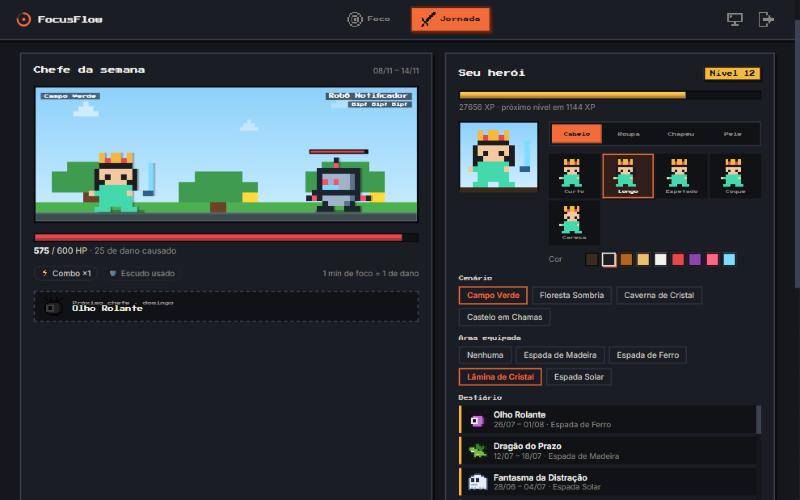 FocusFlow
Foco
Jornada
Chefe da semana
08/11 – 14/11
Campo Verde
Robô Notificador
Bip! Bip! Bip!
575 / 600 HP · 25 de dano causado
Combo ×1
Escudo usado
1 min de foco = 1 de dano
Próximo chefe · domingo
Olho Rolante
Seu herói
Nível 12
27656 XP · próximo nível em 1144 XP
Cabelo
Roupa
Chapéu
Pele
Curto
Longo
Espetado
Coque
Careca
Cor
Cenário
Campo Verde
Floresta Sombria
Caverna de Cristal
Castelo em Chamas
Arma equipada
Nenhuma
Espada de Madeira
Espada de Ferro
Lâmina de Cristal
Espada Solar
Bestiário
Olho Rolante
26/07 – 01/08 · Espada de Ferro
Dragão do Prazo
12/07 – 18/07 · Espada de Madeira
Fantasma da Distração
28/06 – 04/07 · Espada Solar